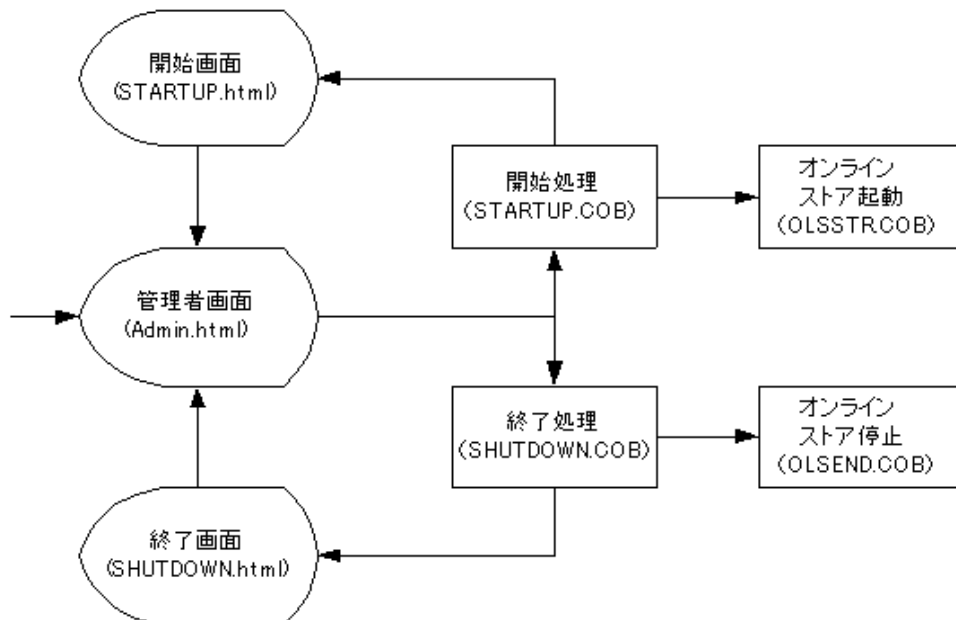 開始画面
(STARTUP.html)
開始処理
(STARTUP.COB)
オンライン
ストア起動
(OLSSTR.COB)
管理者画面
(Admin.html)
終了処理
(SHUTDOWN.COB)
オンライン
ストア停止
(OLSEND.COB)
終了画面
(SHUTDOWN.html)